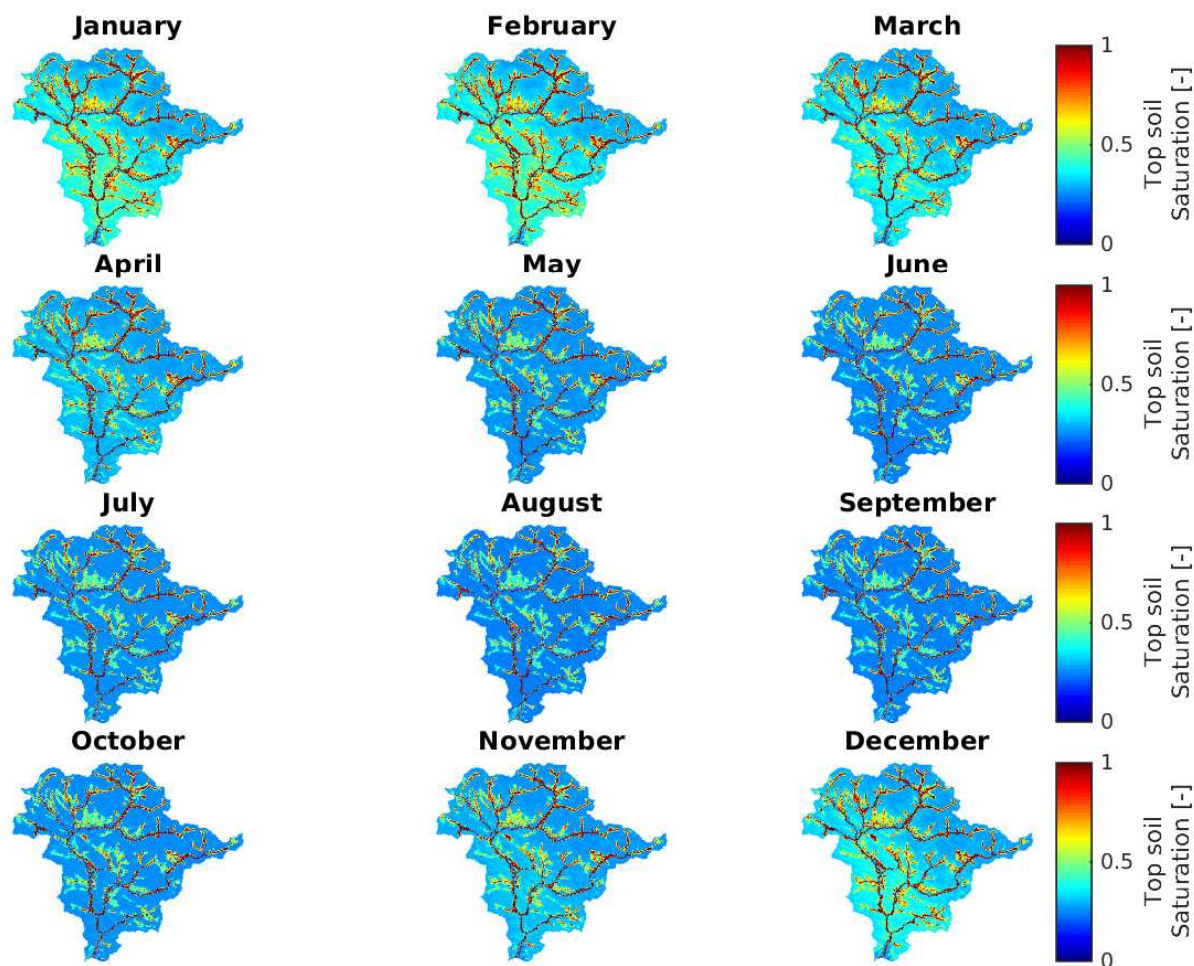 January
February
March
1
0.5
0
Top soil
Saturation [-]
April
May
June
1
0.5
0
Top soil
Saturation [-]
July
August
September
1
0.5
0
Top soil
Saturation [-]
October
November
December
1
0.5
0
Top soil
Saturation [-]